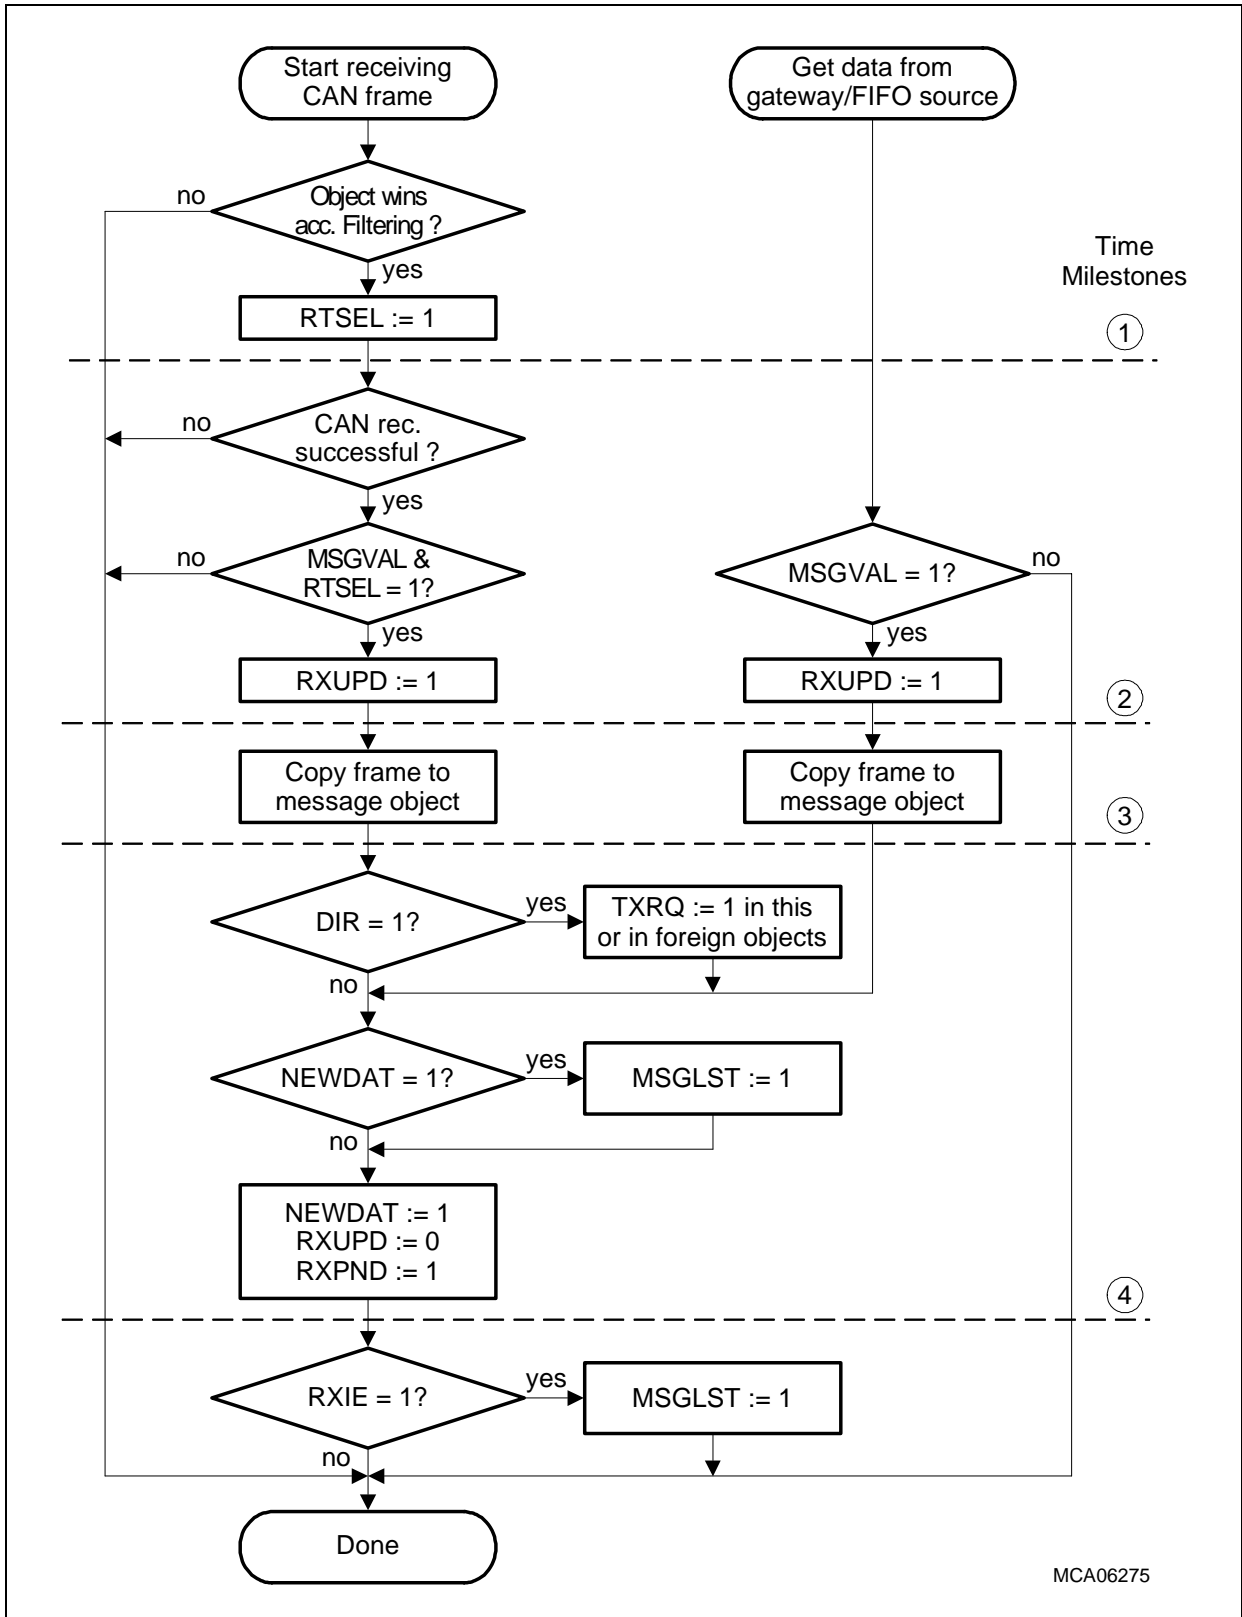 Start receiving
CAN frame
Get data from
gateway/FIFO source
no
Object wins
acc. Filtering ?
yes
Time
Milestones
RTSEL := 1
1
no
CAN rec.
successful ?
yes
no
MSGVAL &
RTSEL = 1?
yes
MSGVAL = 1?
no
yes
RXUPD := 1
RXUPD := 1
2
Copy frame to
message object
Copy frame to
message object
3
DIR = 1?
yes
TXRQ := 1 in this
or in foreign objects
no
NEWDAT = 1?
yes
MSGLST := 1
no
NEWDAT := 1
RXUPD := 0
RXPND := 1
4
RXIE = 1?
yes
MSGLST := 1
no
Done
MCA06275